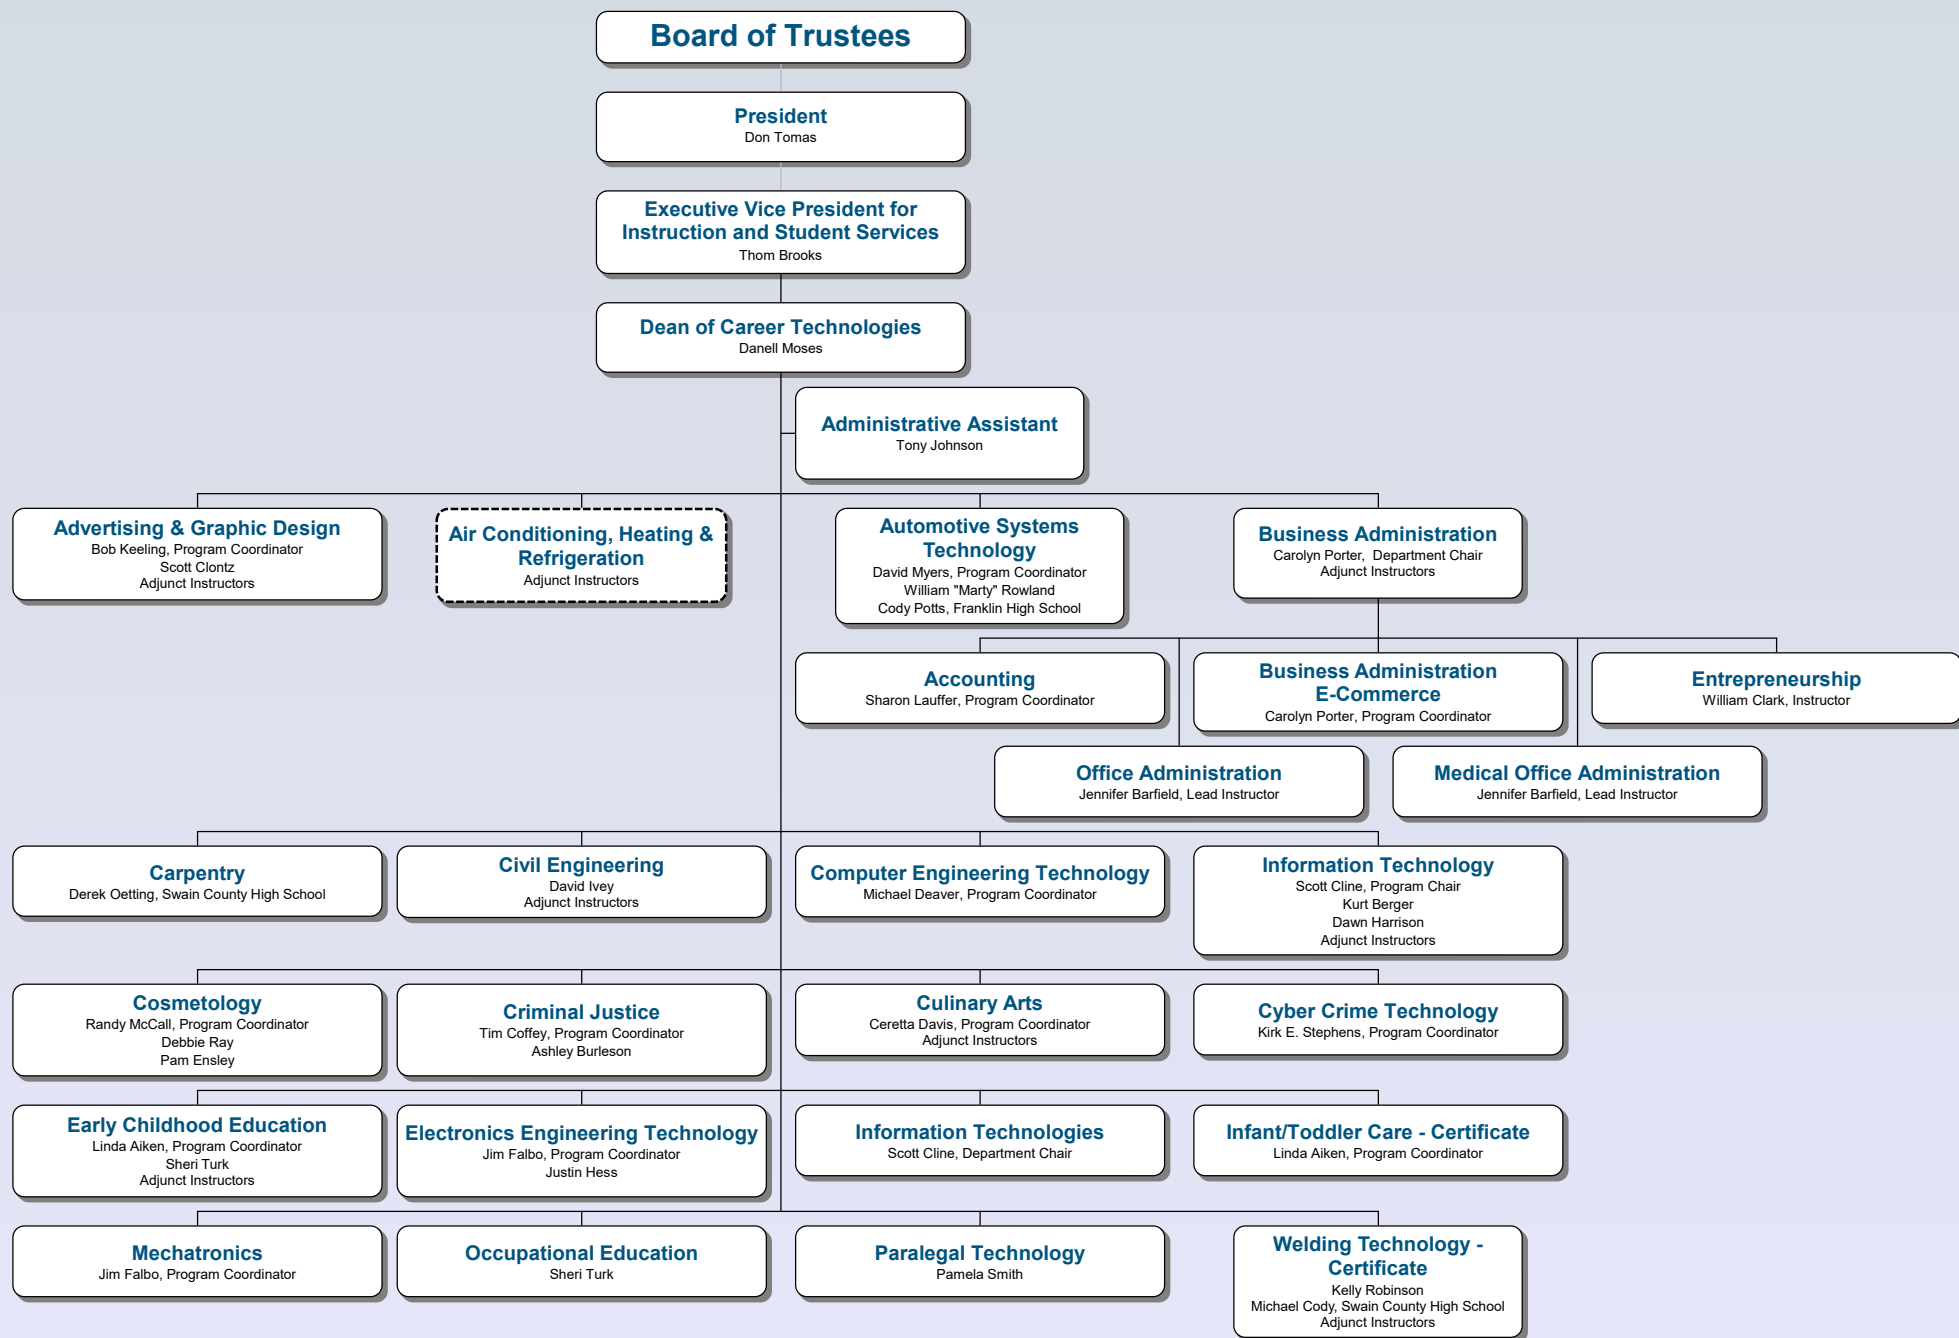 Board of Trustees
President
Don Tomas
Executive Vice President for
Instruction and Student Services
Thom Brooks
Dean of Career Technologies
Danell Moses
Administrative Assistant
Tony Johnson
Advertising & Graphic Design
Bob Keeling, Program Coordinator
Scott Clontz
Adjunct Instructors
Air Conditioning, Heating &
Refrigeration
Adjunct Instructors
Automotive Systems
Technology
David Myers, Program Coordinator
William "Marty" Rowland
Cody Potts, Franklin High School
Business Administration
Carolyn Porter,  Department Chair
Adjunct Instructors
Accounting
Sharon Lauffer, Program Coordinator
Business Administration
E-Commerce
Carolyn Porter, Program Coordinator
Entrepreneurship
William Clark, Instructor
Office Administration
Jennifer Barfield, Lead Instructor
Medical Office Administration
Jennifer Barfield, Lead Instructor
Carpentry
Derek Oetting, Swain County High School
Civil Engineering
David Ivey
Adjunct Instructors
Computer Engineering Technology
Michael Deaver, Program Coordinator
Information Technology
Scott Cline, Program Chair
Kurt Berger
Dawn Harrison
Adjunct Instructors
Cosmetology
Randy McCall, Program Coordinator
Debbie Ray
Pam Ensley
Criminal Justice
Tim Coffey, Program Coordinator
Ashley Burleson
Culinary Arts
Ceretta Davis, Program Coordinator
Adjunct Instructors
Cyber Crime Technology
Kirk E. Stephens, Program Coordinator
Early Childhood Education
Linda Aiken, Program Coordinator
Sheri Turk
Adjunct Instructors
Electronics Engineering Technology
Jim Falbo, Program Coordinator
Justin Hess
Information Technologies
Scott Cline, Department Chair
Infant/Toddler Care - Certificate
Linda Aiken, Program Coordinator
Mechatronics
Jim Falbo, Program Coordinator
Occupational Education
Sheri Turk
Paralegal Technology
Pamela Smith
Welding Technology -
Certificate
Kelly Robinson
Michael Cody, Swain County High School
Adjunct Instructors